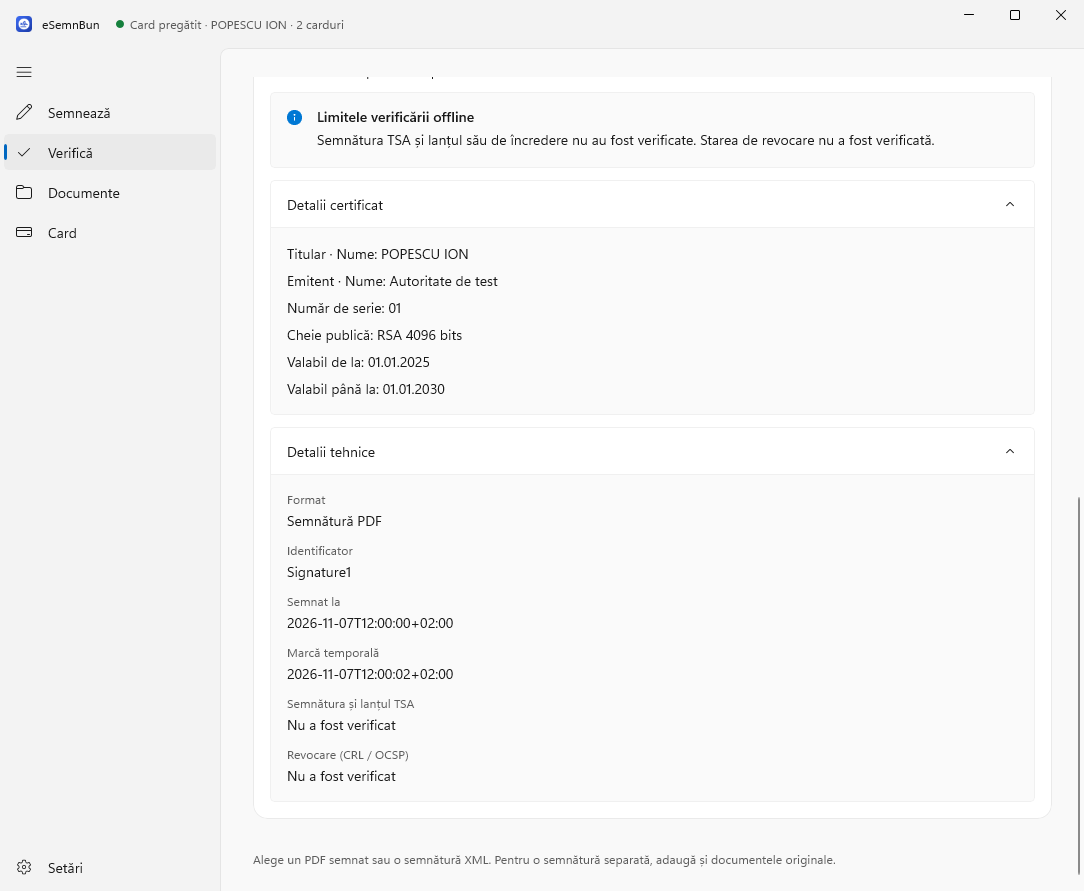 eSemnBun
Card pregătit · POPESCU ION · 2 carduri
Semnează
Verifică
Documente
Card
Setări
Limitele verificării offline
Semnătura TSA și lanțul său de încredere nu au fost verificate. Starea de revocare nu a fost verificată.
Detalii certificat
Titular · Nume: POPESCU ION
Emitent · Nume: Autoritate de test
Număr de serie: 01
Cheie publică: RSA 4096 bits
Valabil de la: 01.01.2025
Valabil până la: 01.01.2030
Detalii tehnice
Format
Semnătură PDF
Identificator
Signature1
Semnat la
2026-11-07T12:00:00+02:00
Marcă temporală
2026-11-07T12:00:02+02:00
Semnătura și lanțul TSA
Nu a fost verificat
Revocare (CRL / OCSP)
Nu a fost verificat
Alege un PDF semnat sau o semnătură XML. Pentru o semnătură separată, adaugă și documentele originale.